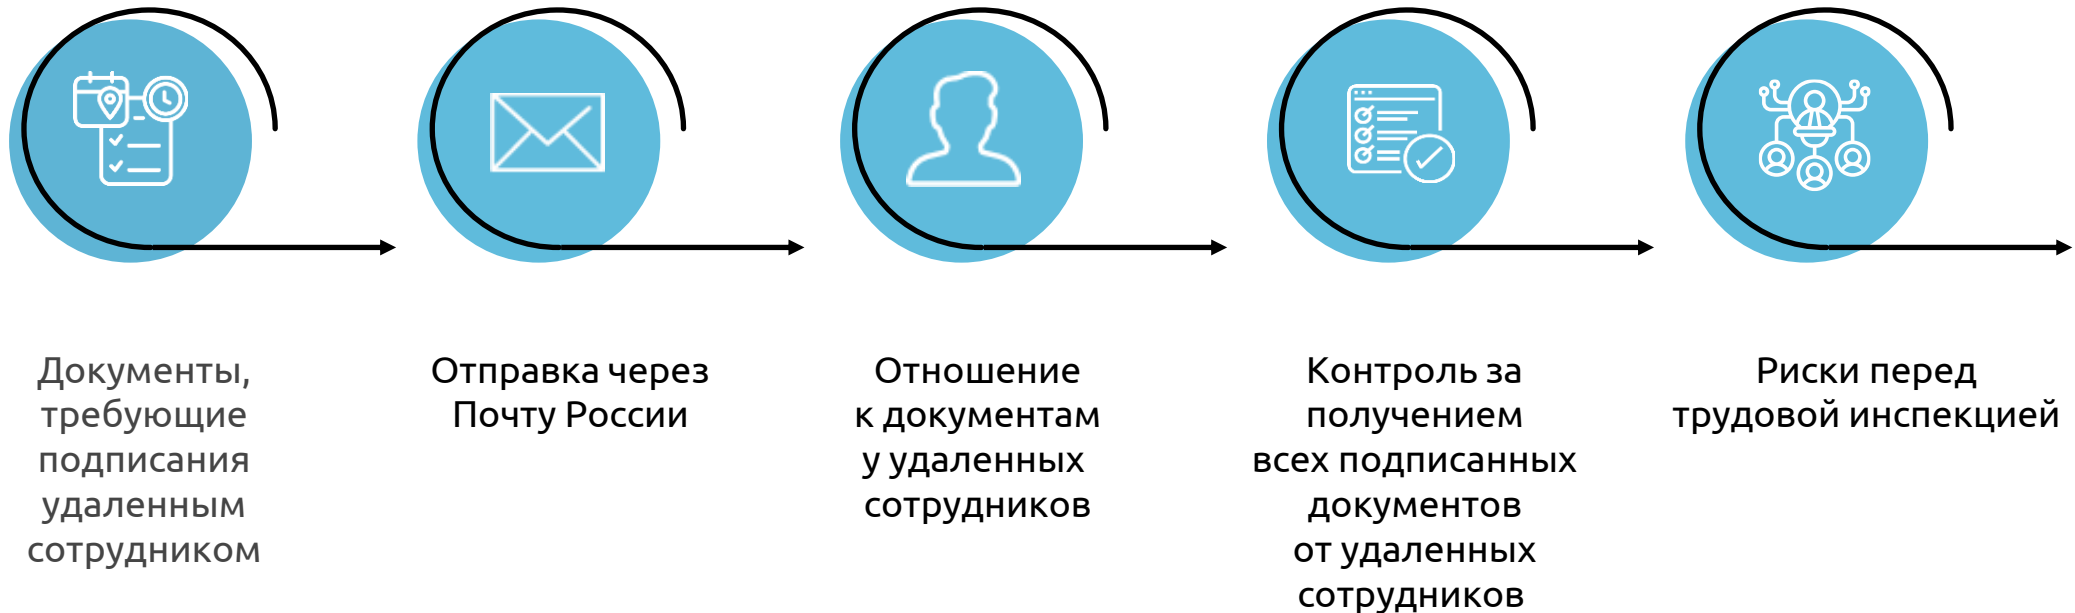 Документы,
требующие
подписания
удаленным
сотрудником
Отправка через
Почту России
Отношение
к документам
у удаленных
сотрудников
Контроль за
получением
всех подписанных
документов
от удаленных
сотрудников
Риски перед
трудовой инспекцией